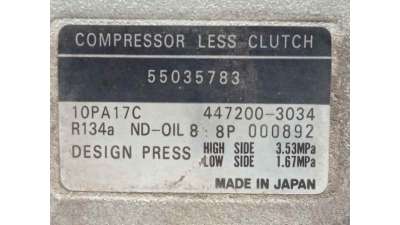 COMPRESSOR LESS CLUTCH
55035783
10PA17C 447200-3034
R134a ND-OIL 8 8P 000892
DESIGN PRESS HIGH SIDE 3.53MPa
LOW SIDE 1.67MPa
MADE IN JAPAN